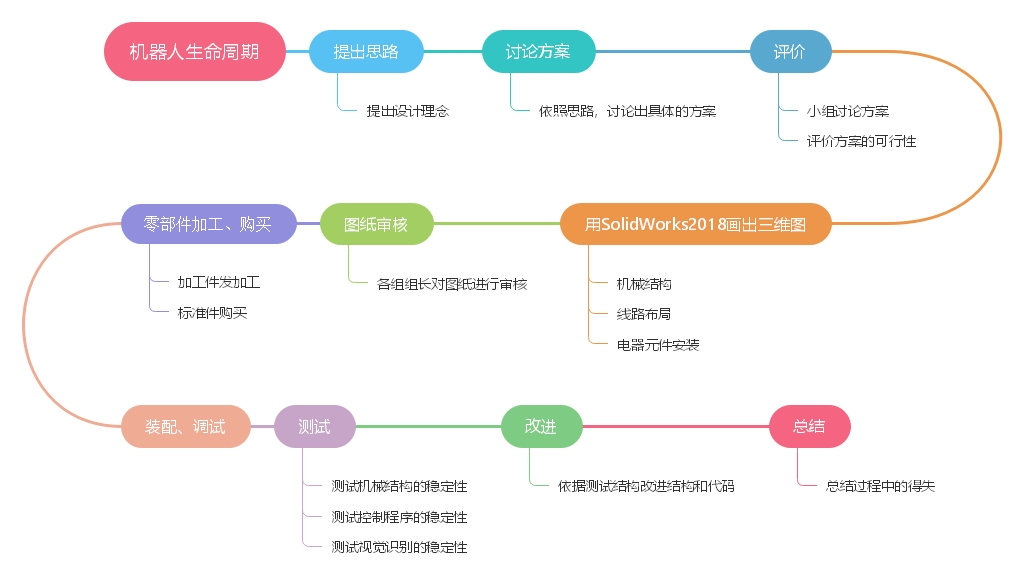 机器人生命周期
提出思路
讨论方案
评价
提出设计理念
依照思路，讨论出具体的方案
小组讨论方案
评价方案的可行性
零部件加工、购买
图纸审核
用SolidWorks2018画出三维图
加工件发加工
标准件购买
各组组长对图纸进行审核
机械结构
线路布局
电器元件安装
装配、调试
测试
改进
总结
测试机械结构的稳定性
测试控制程序的稳定性
测试视觉识别的稳定性
依据测试结构改进结构和代码
总结过程中的得失